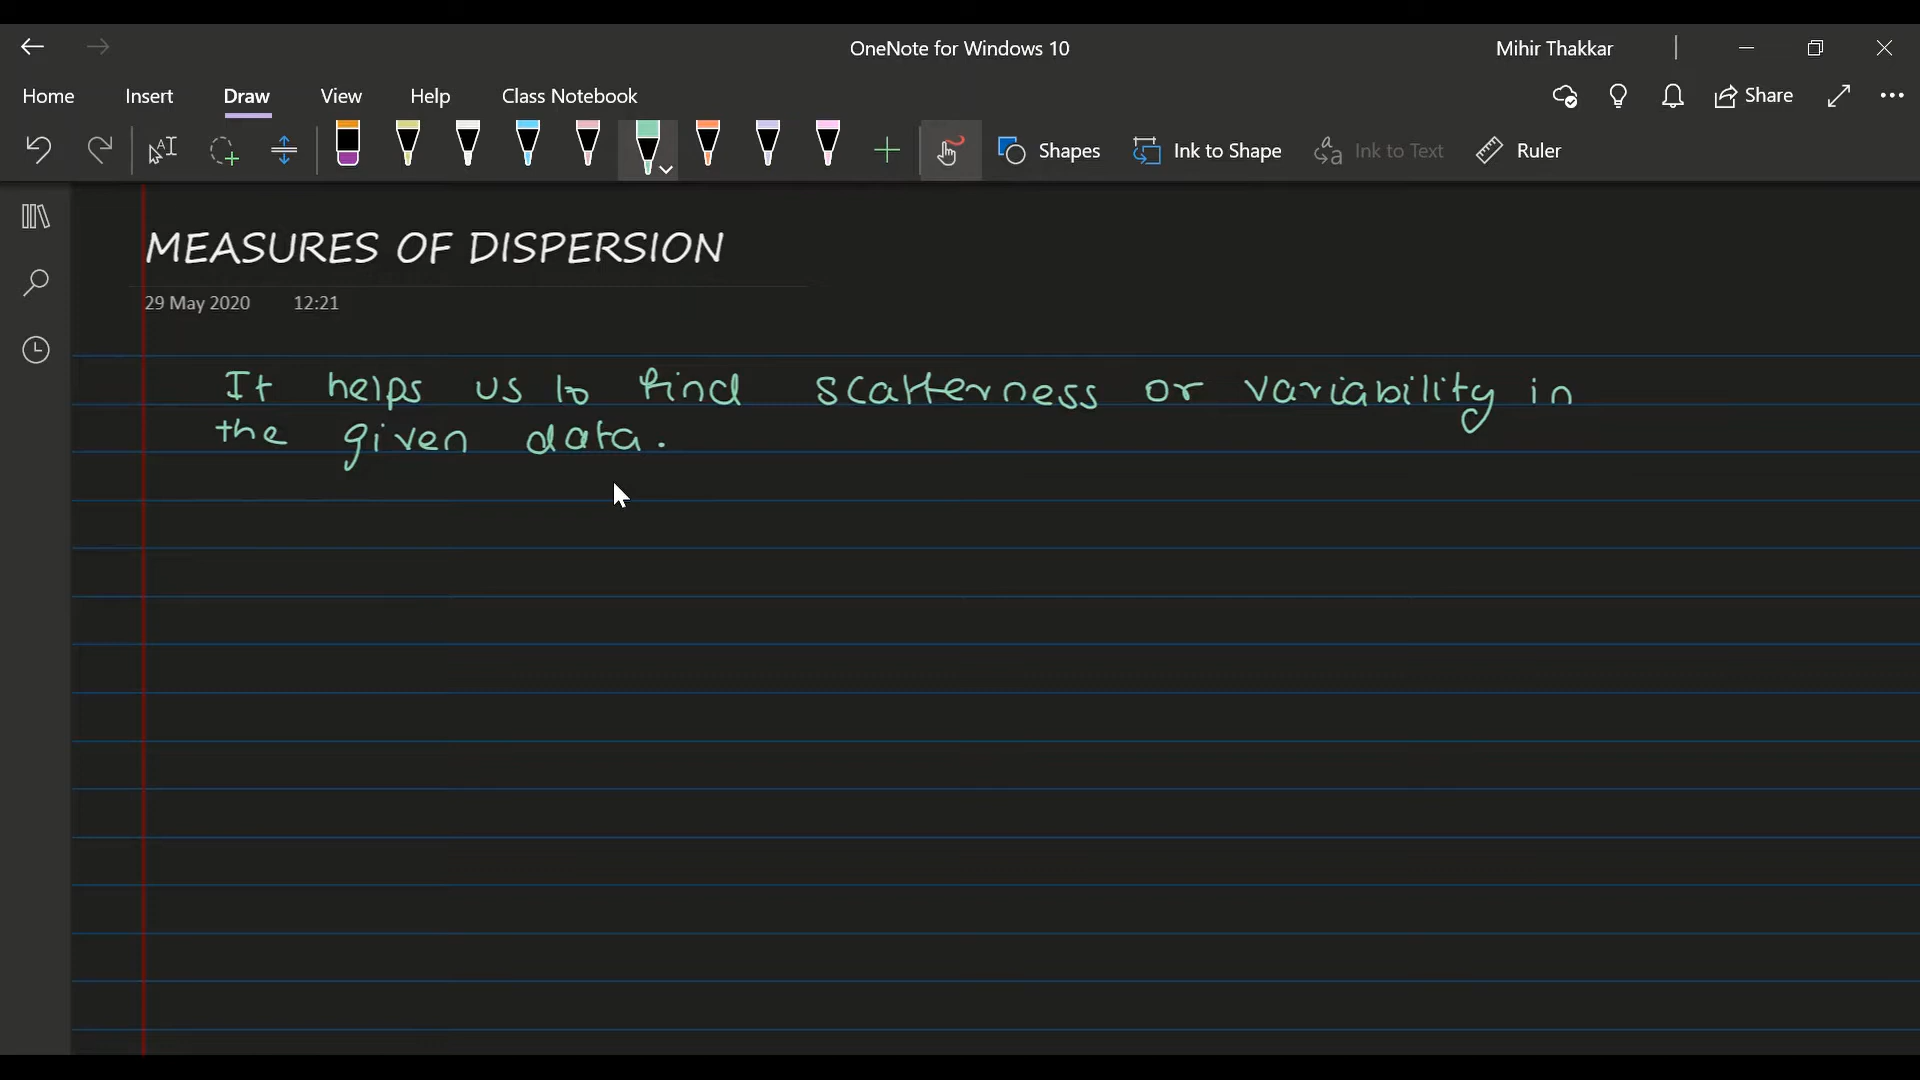 OneNote for Windows 10
Mihir Thakkar
Home Insert Draw View Help Class Notebook
Share
Shapes Ink to Shape Ink to Text Ruler
MEASURES OF DISPERSION
29 May 2020 12:21
It helps us to find scatterness or variability in
the given data.